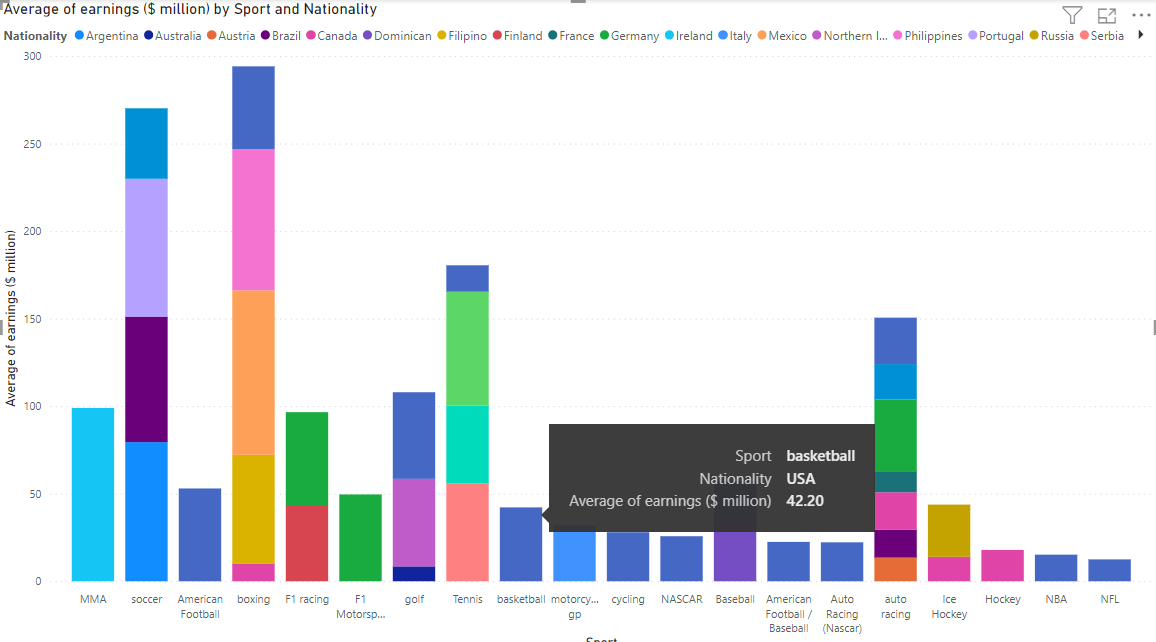 Average of earnings ($ million) by Sport and Nationality
Nationality Argentina Australia Austria Brazil Canada Dominican Filipino Finland France Germany Ireland Italy Mexico Northern I... Philippines Portugal Russia Serbia
Average of earnings ($ million)
300
250
200
150
100
50
0
Sport basketball
Nationality USA
Average of earnings ($ million) 42.20
MMA
soccer
American
Football
boxing
F1 racing
F1
Motorsp...
golf
Tennis
basketball
motorcy...
gp
cycling
NASCAR
Baseball
American
Football /
Baseball
Auto
Racing
(Nascar)
auto
racing
Ice
Hockey
Hockey
NBA
NFL
Sport